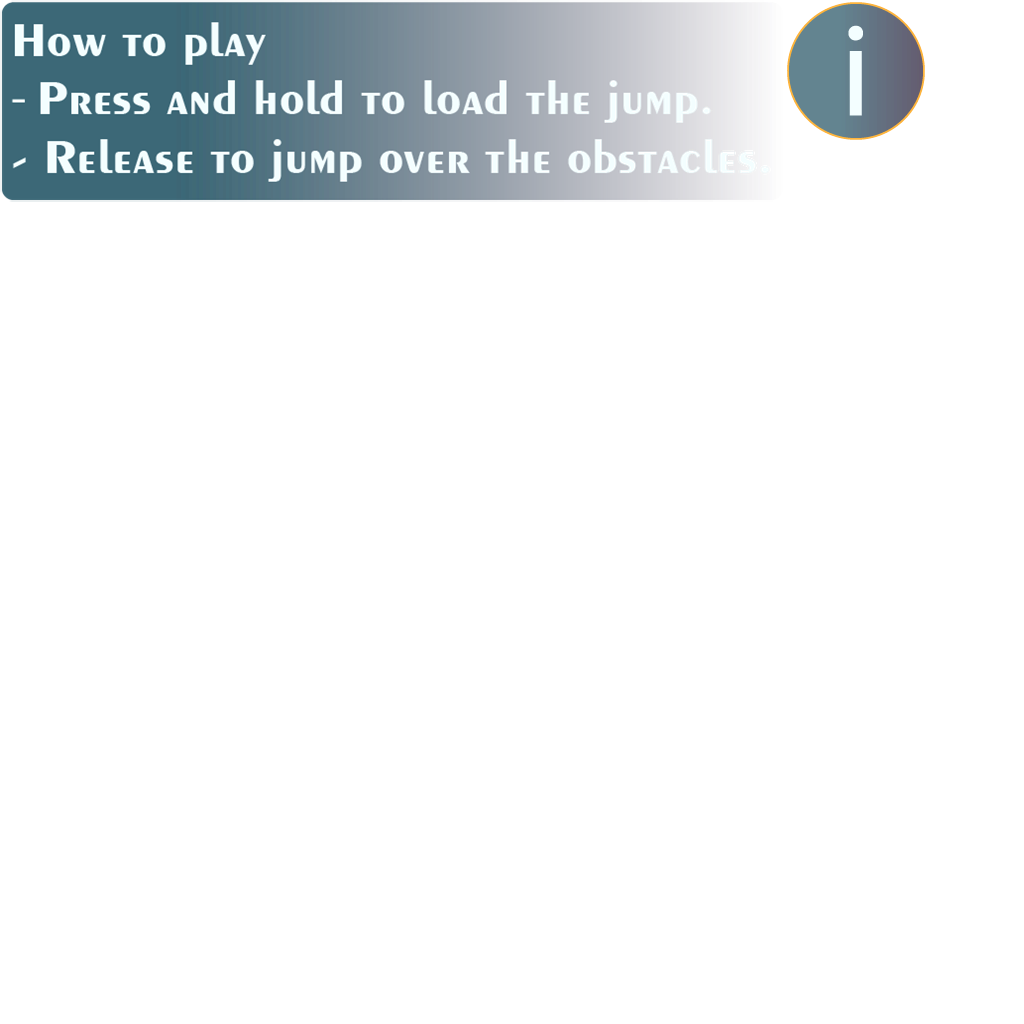 How to play
- Press and hold to load the jump.
- Release to jump over the obstacles.
i